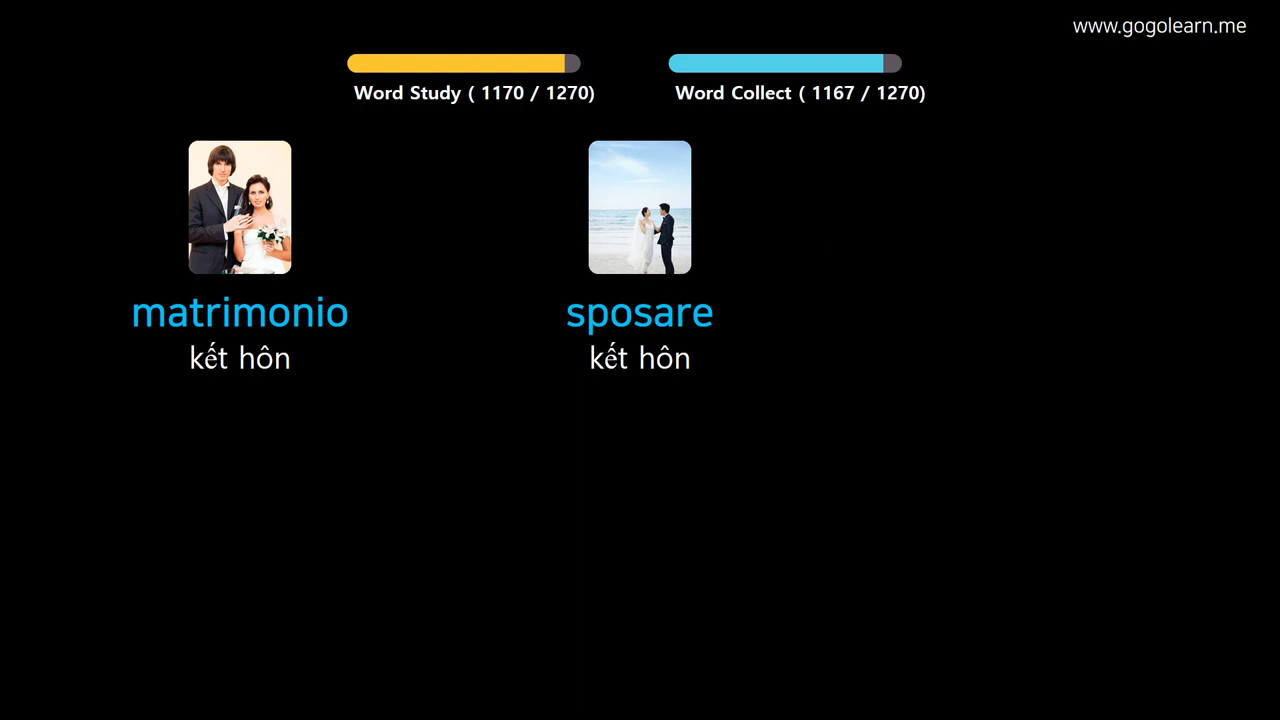 www.gogolearn.me
Word Study ( 1170 / 1270)
Word Collect ( 1167 / 1270)
matrimonio
kết hôn
sposare
kết hôn